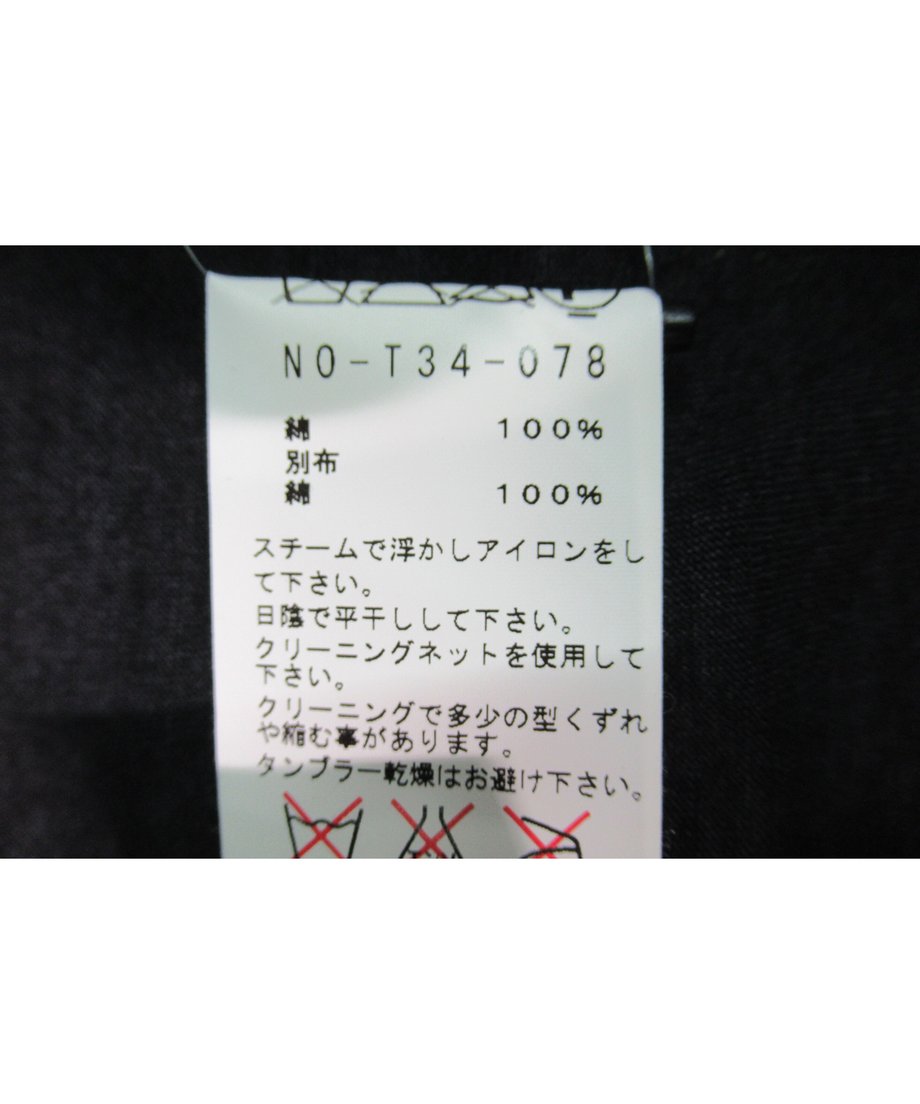 NO-T34-078
綿 100%
別布
綿 100%
スチームで浮かしアイロンをし
て下さい。
日陰で平干しして下さい。
クリーニングネットを使用して
下さい。
クリーニングで多少の型くずれ
や縮む事があります。
タンブラー乾燥はお避け下さい。